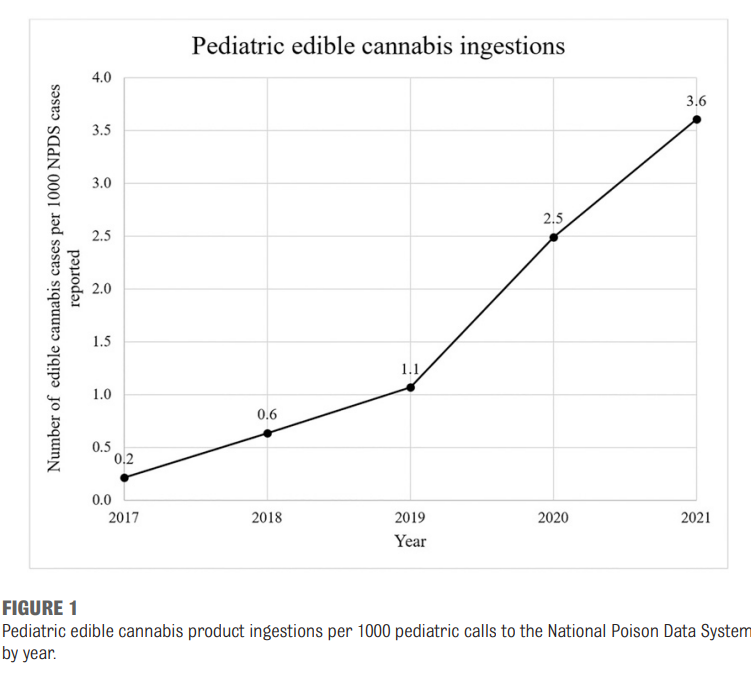 Pediatric edible cannabis ingestions
Number of edible cannabis cases per 1000 NPDS cases
reported
4.0
3.5
3.0
2.5
2.0
1.5
1.0
0.5
0.0
0.2
0.6
1.1
2.5
3.6
2017
2018
2019
2020
2021
Year
FIGURE 1
Pediatric edible cannabis product ingestions per 1000 pediatric calls to the National Poison Data System
by year.